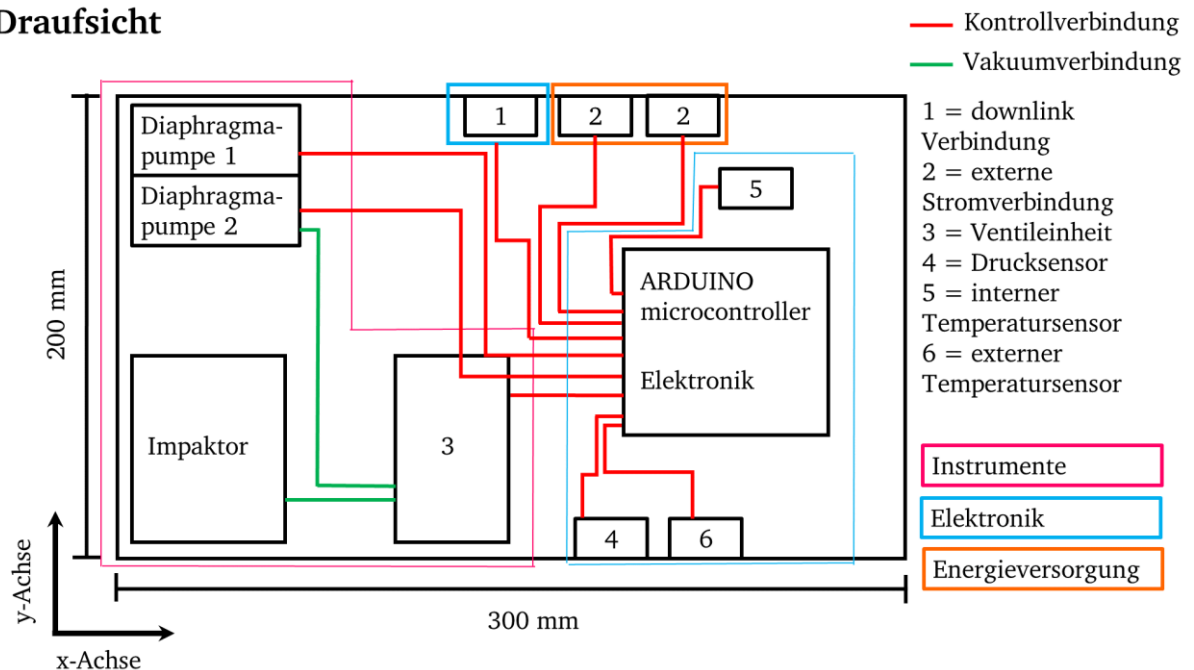 Draufsicht
Kontrollverbindung
Vakuumverbindung
1 = downlink
Verbindung
2 = externe
Stromverbindung
3 = Ventileinheit
4 = Drucksensor
5 = interner
Temperatursensor
6 = externer
Temperatursensor
Diaphragma-
pumpe 1
Diaphragma-
pumpe 2
1
2
2
5
ARDUINO
microcontroller
Elektronik
200 mm
Impaktor
3
4
6
Instrumente
Elektronik
Energieversorgung
y-Achse
x-Achse
300 mm